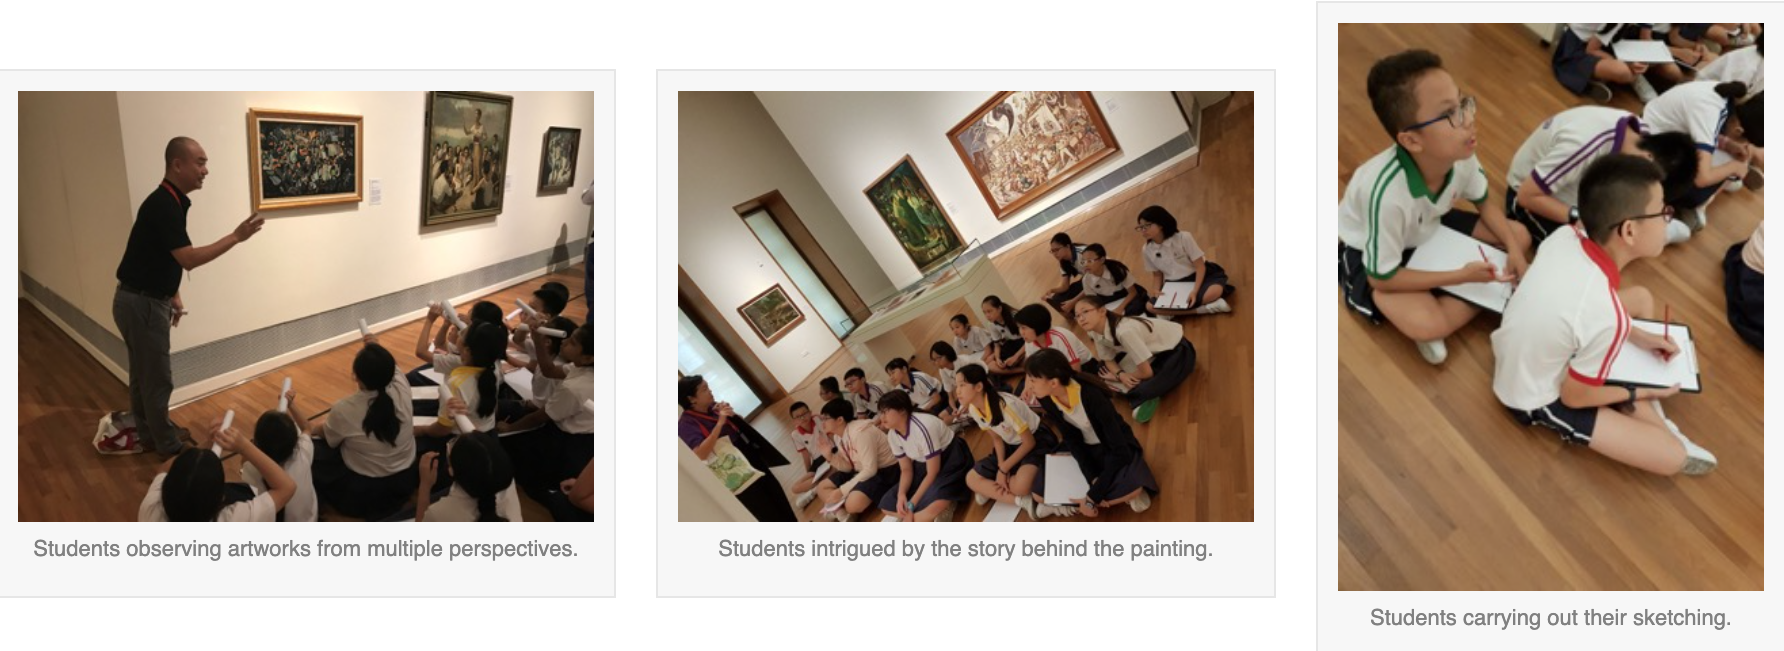 Students observing artworks from multiple perspectives.
Students intrigued by the story behind the painting.
Students carrying out their sketching.